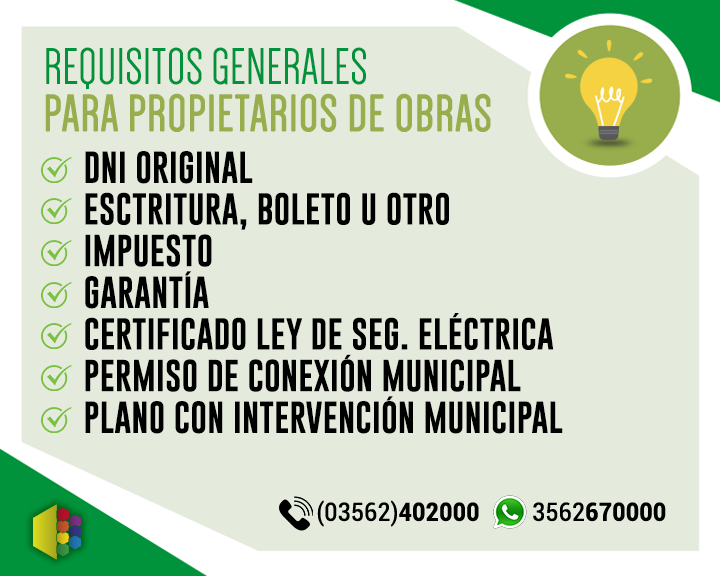 REQUISITOS GENERALES
PARA PROPIETARIOS DE OBRAS
DNI ORIGINAL
ESCTRITURA, BOLETO U OTRO
IMPUESTO
GARANTÍA
CERTIFICADO LEY DE SEG. ELÉCTRICA
PERMISO DE CONEXIÓN MUNICIPAL
PLANO CON INTERVENCIÓN MUNICIPAL
(03562)402000 3562670000